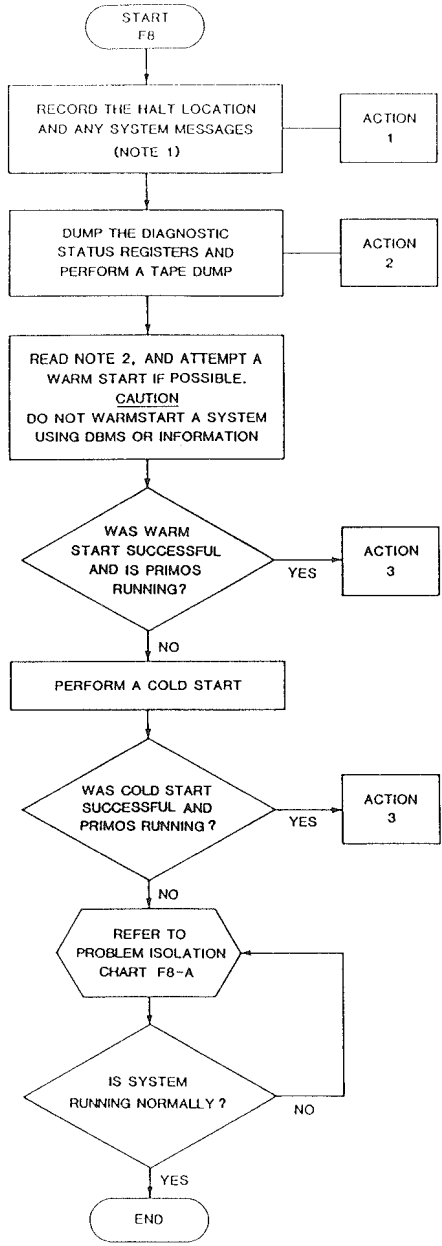 START
F8
RECORD THE HALT LOCATION
AND ANY SYSTEM MESSAGES
(NOTE 1)
ACTION
1
DUMP THE DIAGNOSTIC
STATUS REGISTERS AND
PERFORM A TAPE DUMP
ACTION
2
READ NOTE 2, AND ATTEMPT A
WARM START IF POSSIBLE.
CAUTION
DO NOT WARMSTART A SYSTEM
USING DBMS OR INFORMATION
WAS WARM
START SUCCESSFUL
AND IS PRIMOS
RUNNING?
YES
ACTION
3
NO
PERFORM A COLD START
WAS COLD START
SUCCESSFUL AND
PRIMOS RUNNING?
YES
ACTION
3
NO
REFER TO
PROBLEM ISOLATION
CHART F8-A
IS SYSTEM
RUNNING NORMALLY?
NO
YES
END